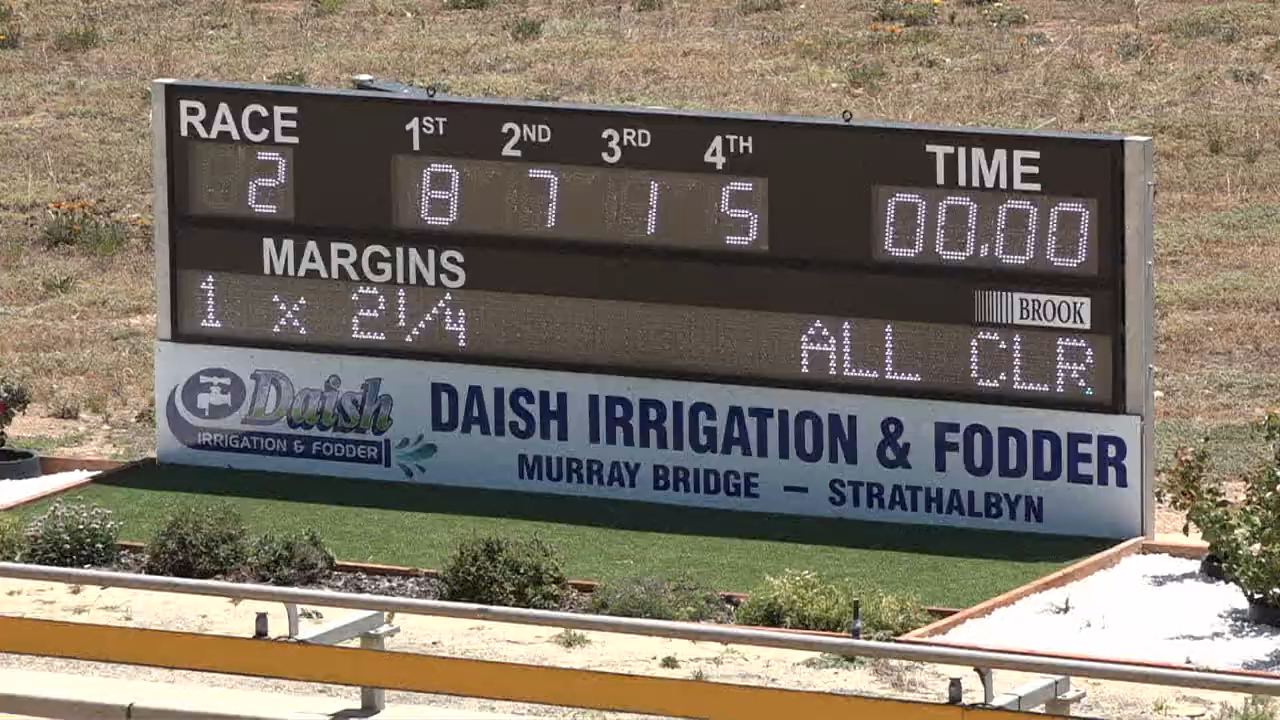 RACE 1ST 2ND 3RD 4TH TIME
2 8 7 1 5 00.00
MARGINS
BROOK
1 x 2 1/4 ALL CLR
Daish
IRRIGATION & FODDER
DAISH IRRIGATION & FODDER
MURRAY BRIDGE – STRATHALBYN